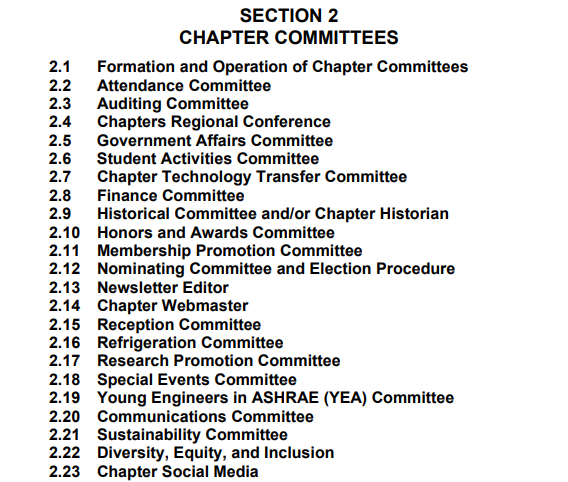 SECTION 2
CHAPTER COMMITTEES
2.1 Formation and Operation of Chapter Committees
2.2 Attendance Committee
2.3 Auditing Committee
2.4 Chapters Regional Conference
2.5 Government Affairs Committee
2.6 Student Activities Committee
2.7 Chapter Technology Transfer Committee
2.8 Finance Committee
2.9 Historical Committee and/or Chapter Historian
2.10 Honors and Awards Committee
2.11 Membership Promotion Committee
2.12 Nominating Committee and Election Procedure
2.13 Newsletter Editor
2.14 Chapter Webmaster
2.15 Reception Committee
2.16 Refrigeration Committee
2.17 Research Promotion Committee
2.18 Special Events Committee
2.19 Young Engineers in ASHRAE (YEA) Committee
2.20 Communications Committee
2.21 Sustainability Committee
2.22 Diversity, Equity, and Inclusion
2.23 Chapter Social Media